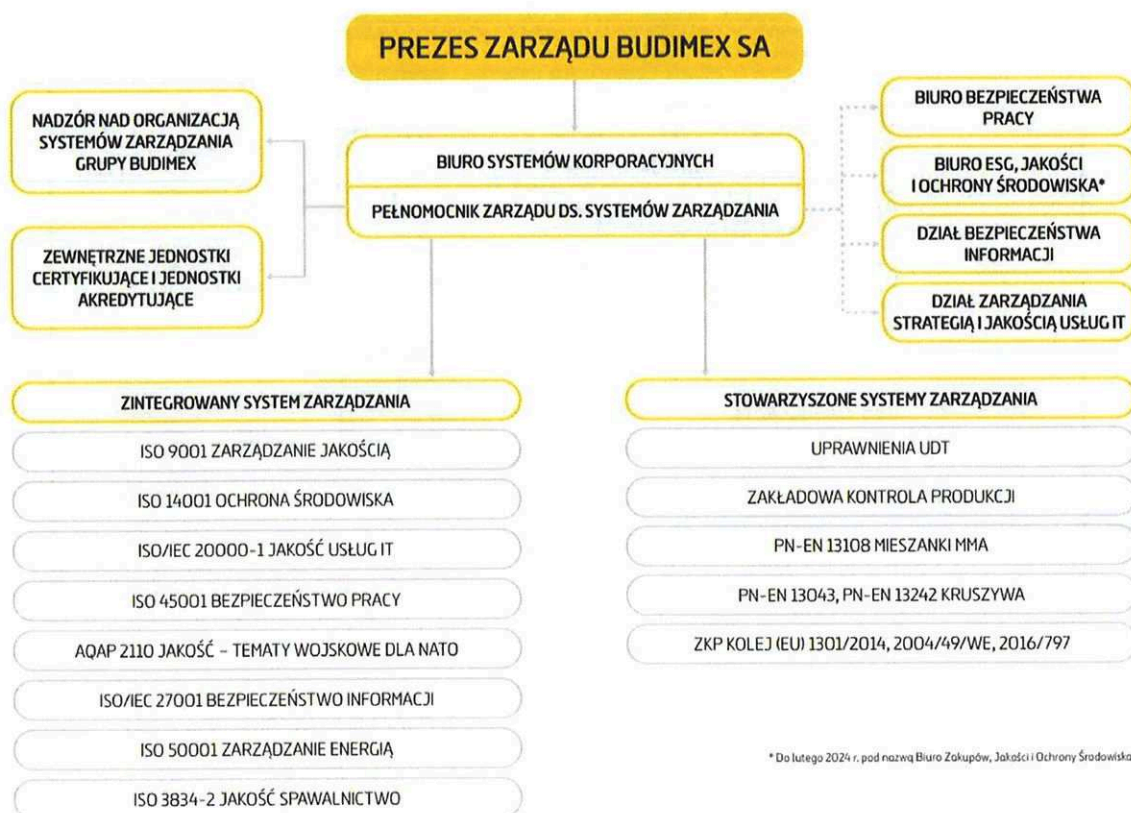 PREZES ZARZĄDU BUDIMEX SA
NADZÓR NAD ORGANIZACJĄ
SYSTEMÓW ZARZĄDZANIA
GRUPY BUDIMEX
ZEWNĘTRZNE JEDNOSTKI
CERTYFIKUJĄCE I JEDNOSTKI
AKREDYTUJĄCE
BIURO SYSTEMÓW KORPORACYJNYCH
PEŁNOMOCNIK ZARZĄDU DS. SYSTEMÓW ZARZĄDZANIA
BIURO BEZPIECZEŃSTWA
PRACY
BIURO ESG, JAKOŚCI
I OCHRONY ŚRODOWISKA*
DZIAŁ BEZPIECZEŃSTWA
INFORMACJI
DZIAŁ ZARZĄDZANIA
STRATEGIĄ I JAKOŚCIĄ USŁUG IT
ZINTEGROWANY SYSTEM ZARZĄDZANIA
ISO 9001 ZARZĄDZANIE JAKOŚCIĄ
ISO 14001 OCHRONA ŚRODOWISKA
ISO/IEC 20000-1 JAKOŚĆ USŁUG IT
ISO 45001 BEZPIECZEŃSTWO PRACY
AQAP 2110 JAKOŚĆ – TEMATY WOJSKOWE DLA NATO
ISO/IEC 27001 BEZPIECZEŃSTWO INFORMACJI
ISO 50001 ZARZĄDZANIE ENERGIĄ
ISO 3834-2 JAKOŚĆ SPAWALNICTWO
STOWARZYSZONE SYSTEMY ZARZĄDZANIA
UPRAWNIENIA UDT
ZAKŁADOWA KONTROLA PRODUKCJI
PN-EN 13108 MIESZANKI MMA
PN-EN 13043, PN-EN 13242 KRUSZYWA
ZKP KOLEJ (EU) 1301/2014, 2004/49/WE, 2016/797
* Do lutego 2024 r. pod nazwą Biuro Zakupów, Jakości i Ochrony Środowiska